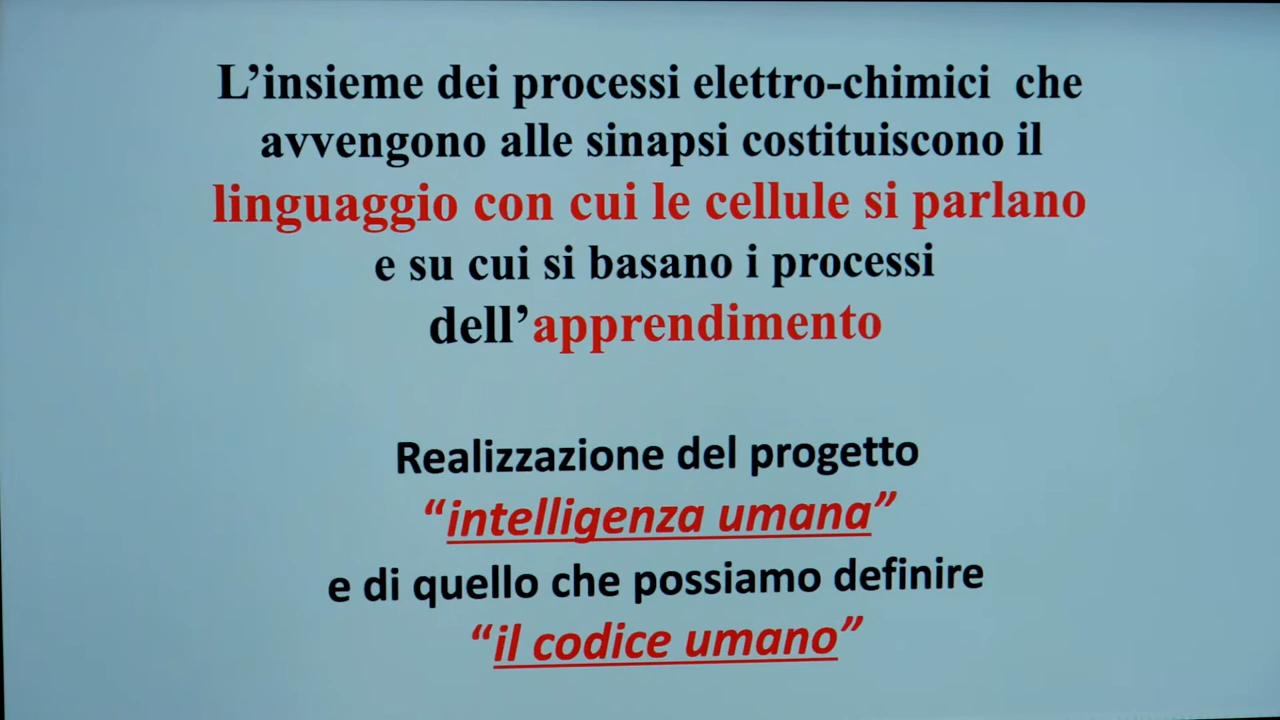 L’insieme dei processi elettro-chimici che
avvengono alle sinapsi costituiscono il
linguaggio con cui le cellule si parlano
e su cui si basano i processi
dell’apprendimento
Realizzazione del progetto
“intelligenza umana”
e di quello che possiamo definire
“il codice umano”